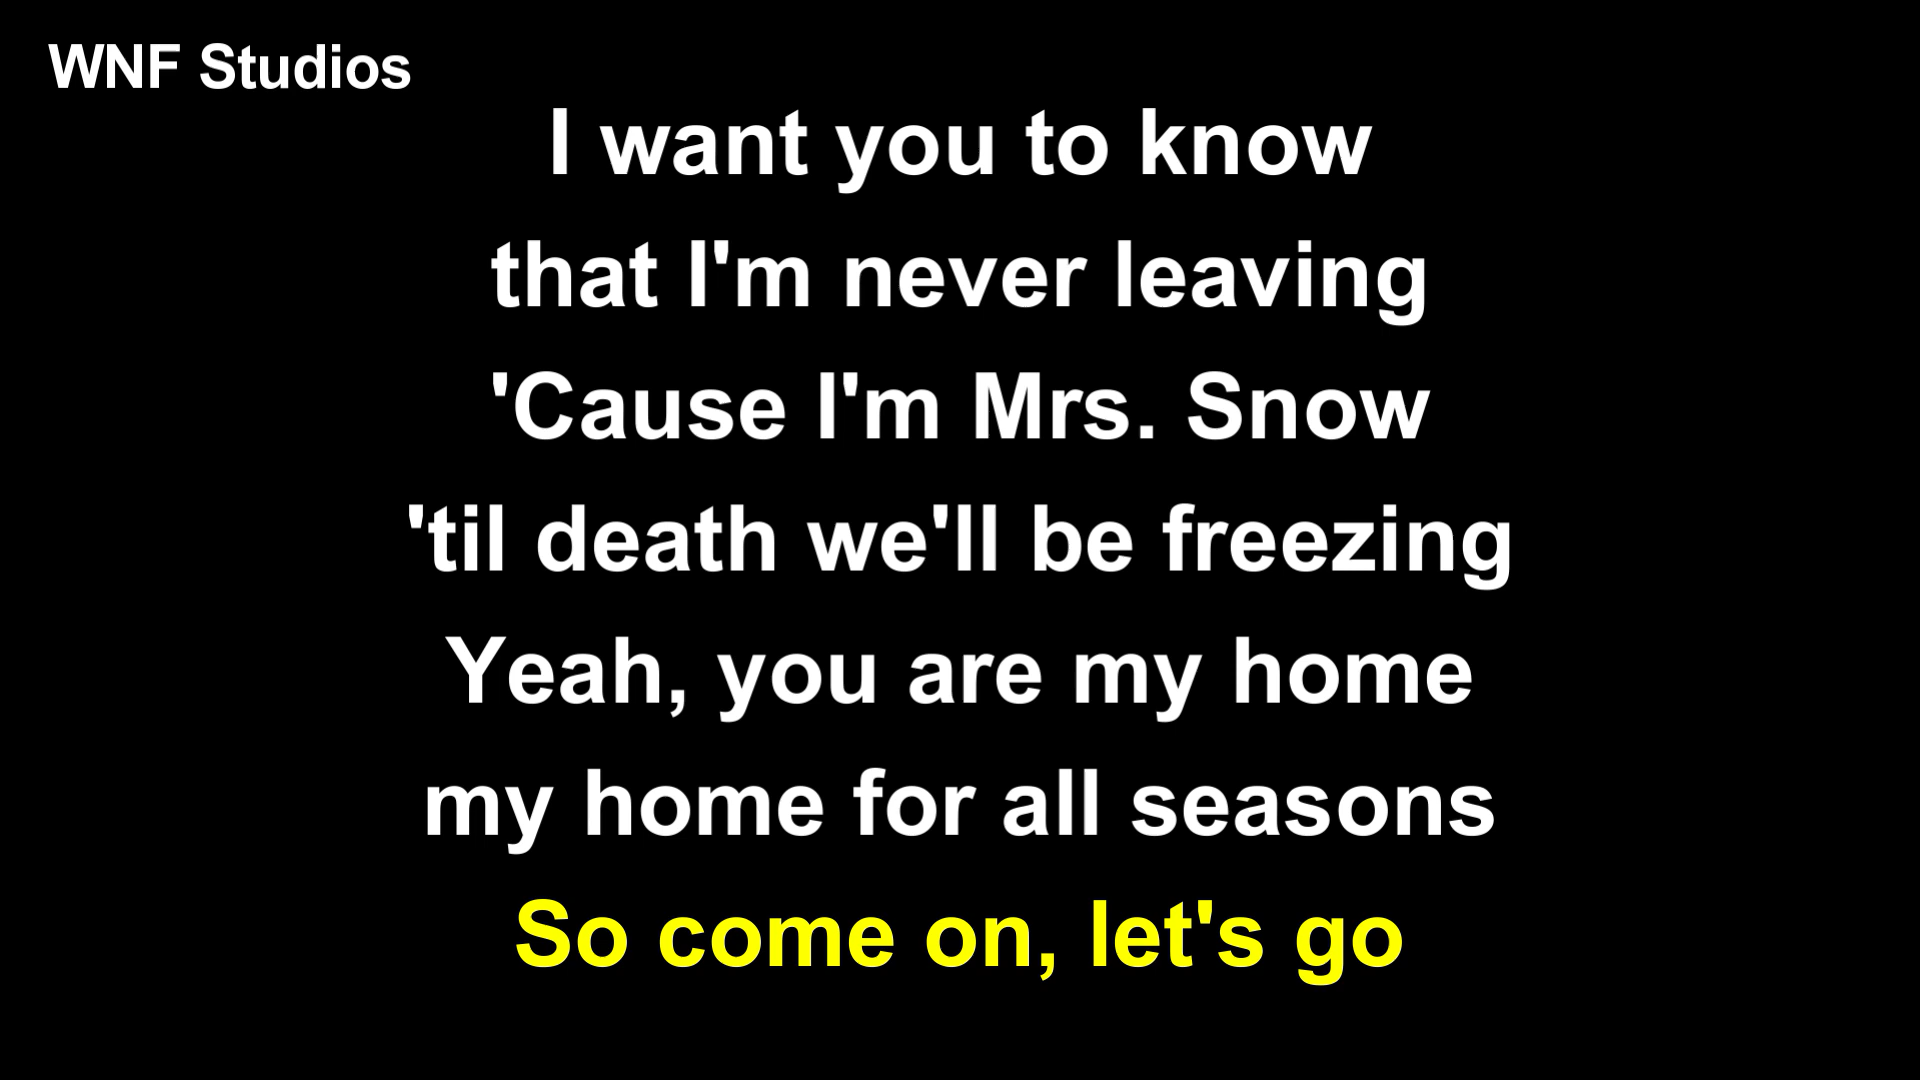 WNF Studios
I want you to know
that I'm never leaving
'Cause I'm Mrs. Snow
'til death we'll be freezing
Yeah, you are my home
my home for all seasons
So come on, let's go